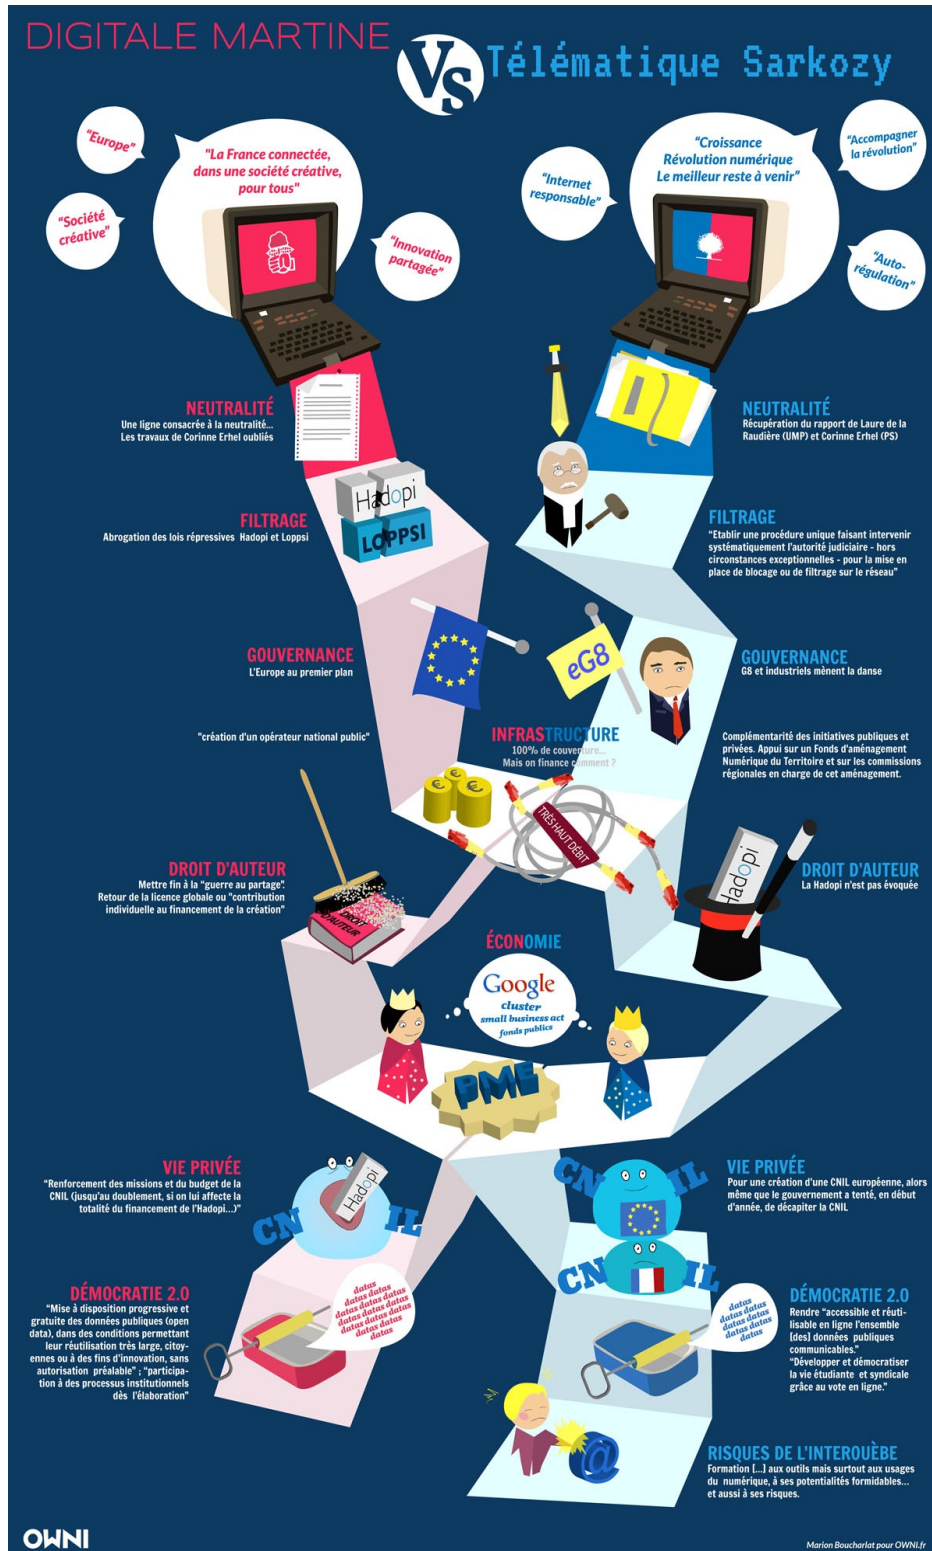 DIGITALE MARTINE
Vs
Télématique Sarkozy
"Europe"
"La France connectée,
dans une société créative,
pour tous"
"Société
créative"
"Innovation
partagée"
"Internet
responsable"
"Croissance
Révolution numérique
Le meilleur reste à venir"
"Accompagner
la révolution"
"Auto-
régulation"
NEUTRALITÉ
Une ligne consacrée à la neutralité...
Les travaux de Corinne Erhel oubliés
NEUTRALITÉ
Récupération du rapport de Laure de la
Raudière (UMP) et Corinne Erhel (PS)
Hadopi
LOPPSI
FILTRAGE
Abrogation des lois répressives Hadopi et Loppsi
FILTRAGE
"Etablir une procédure unique faisant intervenir
systématiquement l'autorité judiciaire - hors
circonstances exceptionnelles - pour la mise en
place de blocage ou de filtrage sur le réseau"
GOUVERNANCE
L'Europe au premier plan
eG8
GOUVERNANCE
G8 et industriels mènent la danse
"création d'un opérateur national public"
INFRASTRUCTURE
100% de couverture...
Mais on finance comment ?
Complémentarité des initiatives publiques et
privées. Appui sur un Fonds d'aménagement
Numérique du Territoire et sur les commissions
régionales en charge de cet aménagement.
€
€
€
TRÈS HAUT DÉBIT
DROIT D'AUTEUR
Mettre fin à la "guerre au partage".
Retour de la licence globale ou "contribution
individuelle au financement de la création"
DROIT
D'AUTEUR
Hadopi
DROIT D'AUTEUR
La Hadopi n'est pas évoquée
ÉCONOMIE
Google
cluster
small business act
fonds publics
PME
VIE PRIVÉE
"Renforcement des missions et du budget de la
CNIL (jusqu'au doublement, si on lui affecte la
totalité du financement de l'Hadopi...)"
Hadopi
CN IL
CN IL
CN IL
VIE PRIVÉE
Pour une création d'une CNIL européenne, alors
même que le gouvernement a tenté, en début
d'année, de décapiter la CNIL
DÉMOCRATIE 2.0
"Mise à disposition progressive et
gratuite des données publiques (open
data), dans des conditions permettant
leur réutilisation très large, citoy-
ennes ou à des fins d'innovation, sans
autorisation préalable" ; "participa-
tion à des processus institutionnels
dès l'élaboration"
datas
datas datas
datas datas datas
datas datas datas
datas datas datas
datas datas
datas
datas
datas datas
datas datas
datas datas
datas
DÉMOCRATIE 2.0
Rendre "accessible et réuti-
lisable en ligne l'ensemble
[des] données publiques
communicables."
"Développer et démocratiser
la vie étudiante et syndicale
grâce au vote en ligne."
@
RISQUES DE L'INTEROUÈBE
Formation [...] aux outils mais surtout aux usages
du numérique, à ses potentialités formidables...
et aussi à ses risques.
OWNI
Marion Boucharlat pour OWNI.fr